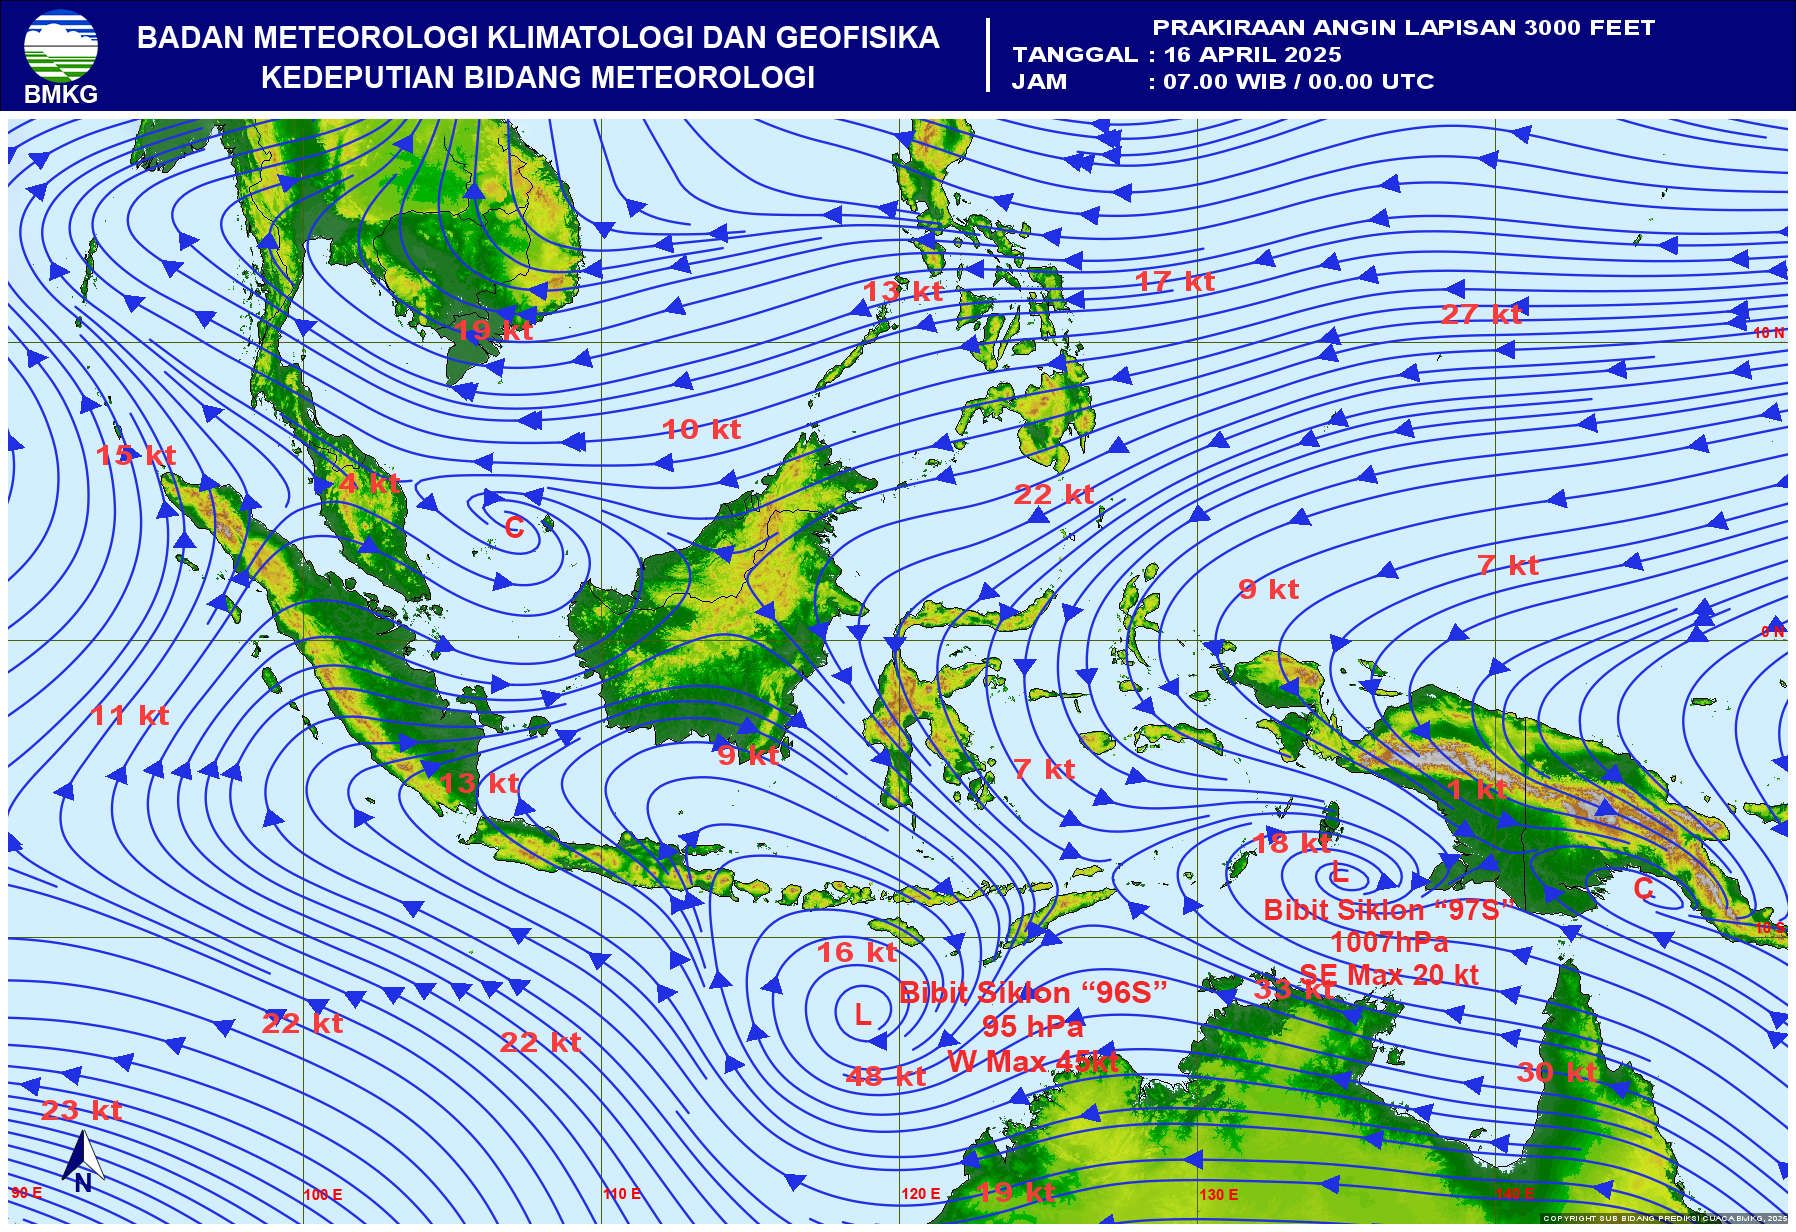 BADAN METEOROLOGI KLIMATOLOGI DAN GEOFISIKA
KEDEPUTIAN BIDANG METEOROLOGI
BMKG
PRAKIRAAN ANGIN LAPISAN 3000 FEET
TANGGAL : 16 APRIL 2025
JAM : 07.00 WIB / 00.00 UTC
17 kt
13 kt
27 kt
19 kt
10 N
10 kt
15 kt
4 kt
22 kt
C
7 kt
9 kt
0 N
11 kt
9 kt
7 kt
13 kt
1 kt
18 kt
L
C
Bibit Siklon “97S”
1007hPa
SE Max 20 kt
10 S
16 kt
33 kt
Bibit Siklon “96S”
95 hPa
W Max 45kt
L
22 kt
22 kt
48 kt
30 kt
23 kt
N
19 kt
90 E
100 E
110 E
120 E
130 E
140 E
COPYRIGHT SUB BIDANG PREDIKSI CUACA BMKG, 2025